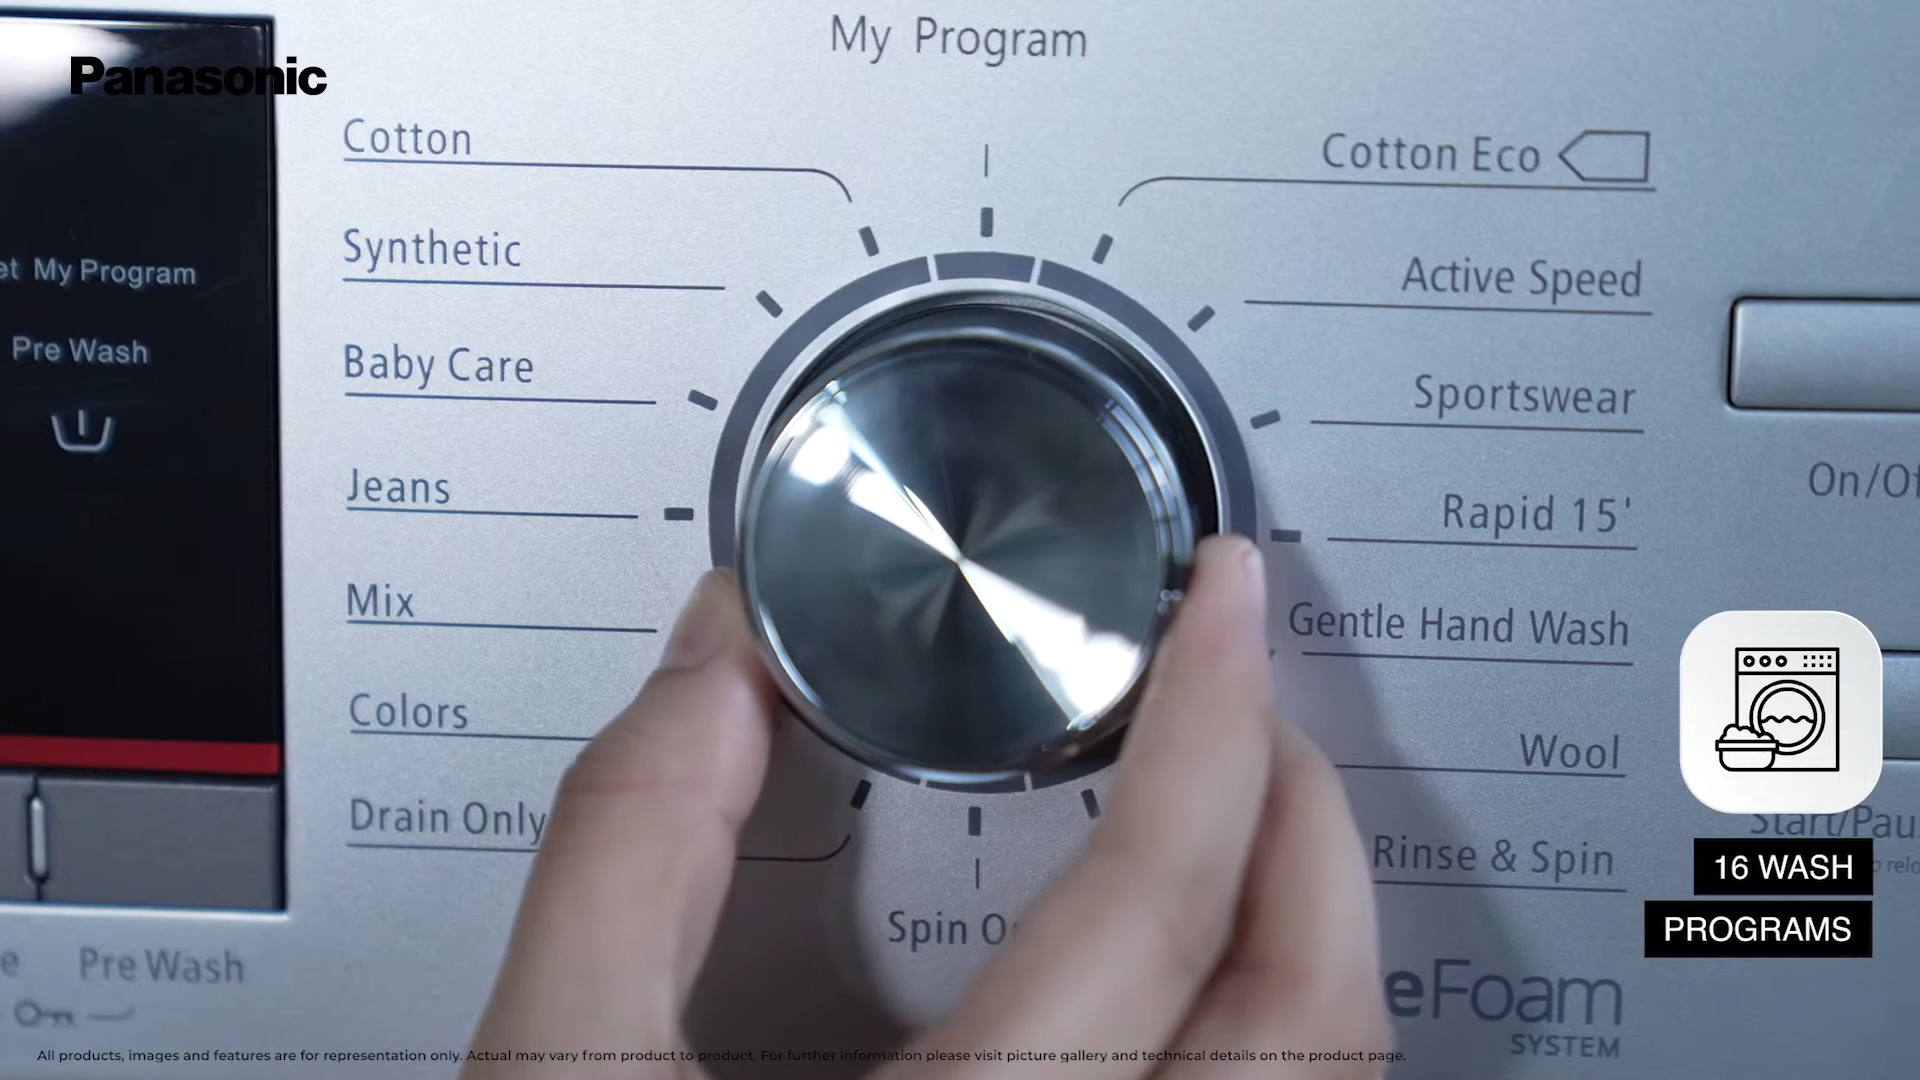 My Program
Panasonic
Cotton
Cotton Eco
Synthetic
Active Speed
My Program
Pre Wash
Baby Care
Sportswear
Jeans
Rapid 15'
On/Of
Mix
Gentle Hand Wash
Colors
Wool
Drain Only
Rinse & Spin
Start/Pau
16 WASH
PROGRAMS
Spin
Pre Wash
eFoam
SYSTEM
All products, images and features are for representation only. Actual may vary from product to product. For further information please visit picture gallery and technical details on the product page.